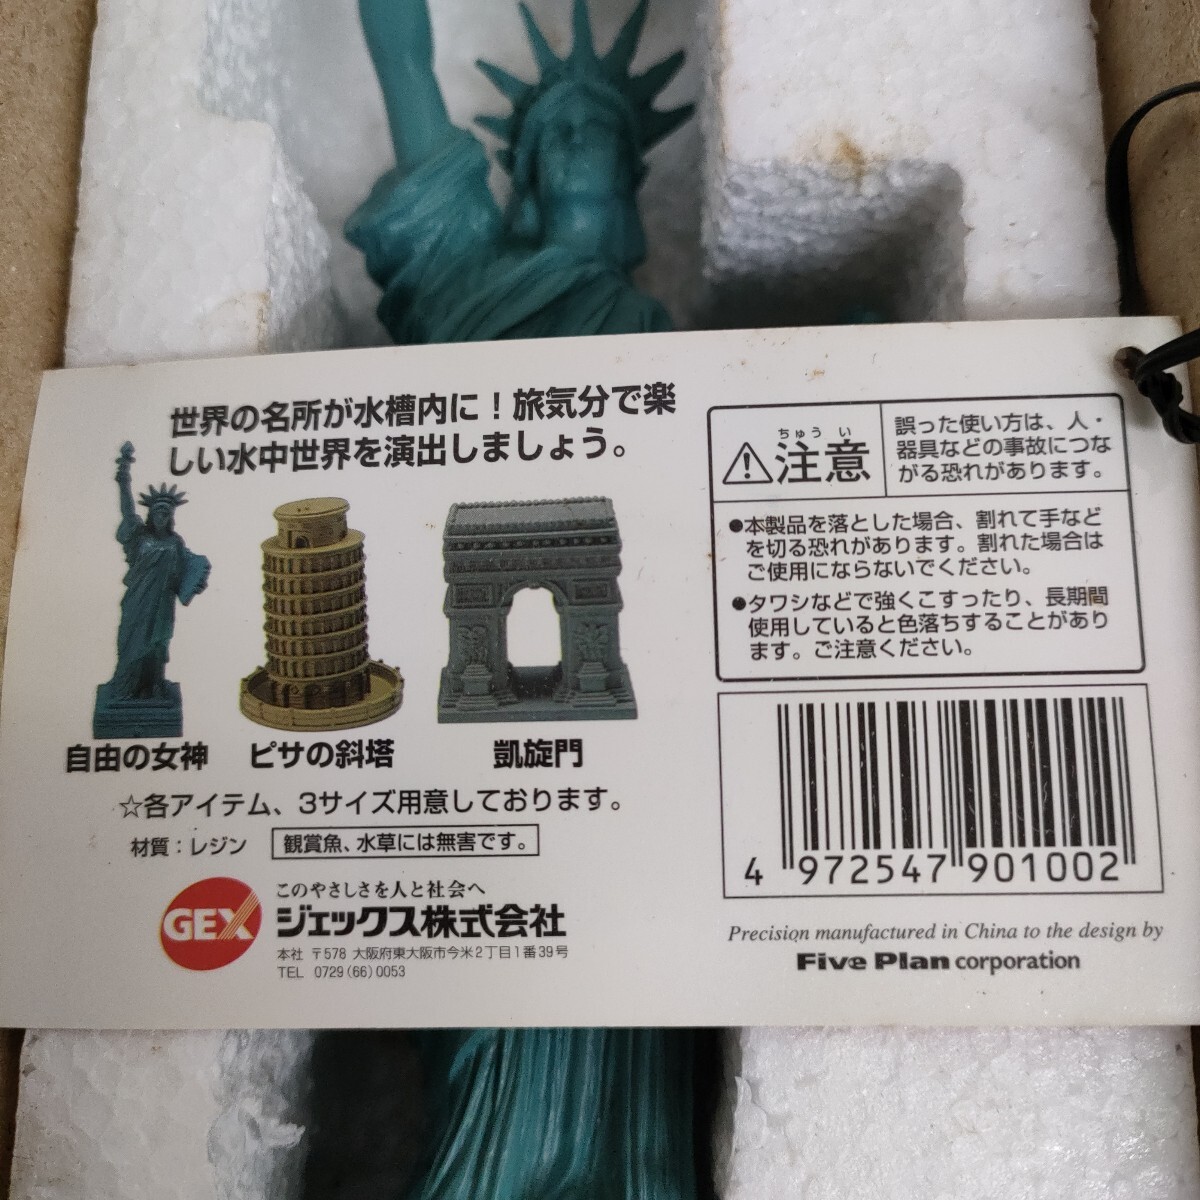 世界の名所が水槽内に！旅気分で楽
しい水中世界を演出しましょう。
自由の女神
ピサの斜塔
凱旋門
☆各アイテム、3サイズ用意しております。
材質：レジン
観賞魚、水草には無害です。
GEX
このやさしさを人と社会へ
ジェックス株式会社
本社 〒578 大阪府東大阪市今米2丁目1番39号
TEL 0729(66)0053
ちゅうい
⚠注意
誤った使い方は、人・
器具などの事故につな
がる恐れがあります。
●本製品を落とした場合、割れて手など
を切る恐れがあります。割れた場合は
ご使用にならないでください。
●タワシなどで強くこすったり、長期間
使用していると色落ちすることがあり
ます。ご注意ください。
4 972547 901002
Precision manufactured in China to the design by
Five Plan corporation